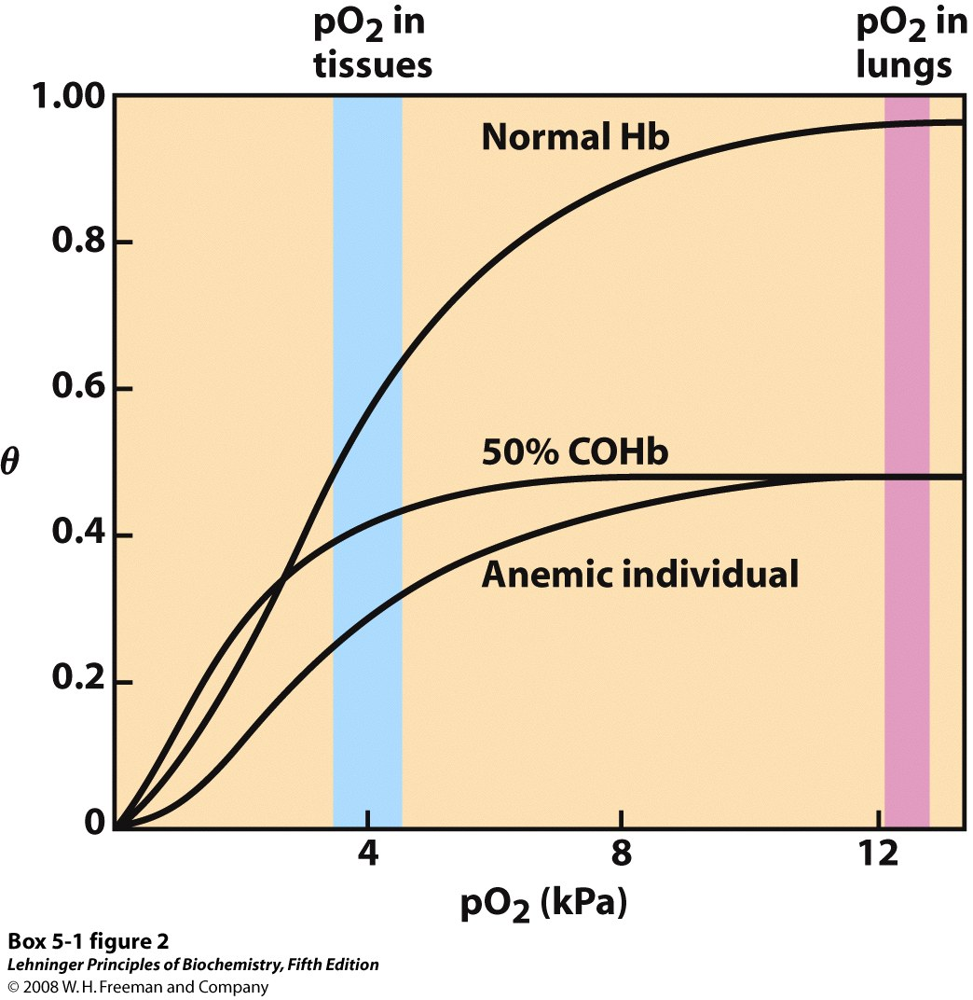 pO2 in
tissues
pO2 in
lungs
1.00
Normal Hb
0.8
0.6
50% COHb
θ
0.4
Anemic individual
0.2
0
4
8
12
pO2 (kPa)
Box 5-1 figure 2
Lehninger Principles of Biochemistry, Fifth Edition
© 2008 W. H. Freeman and Company